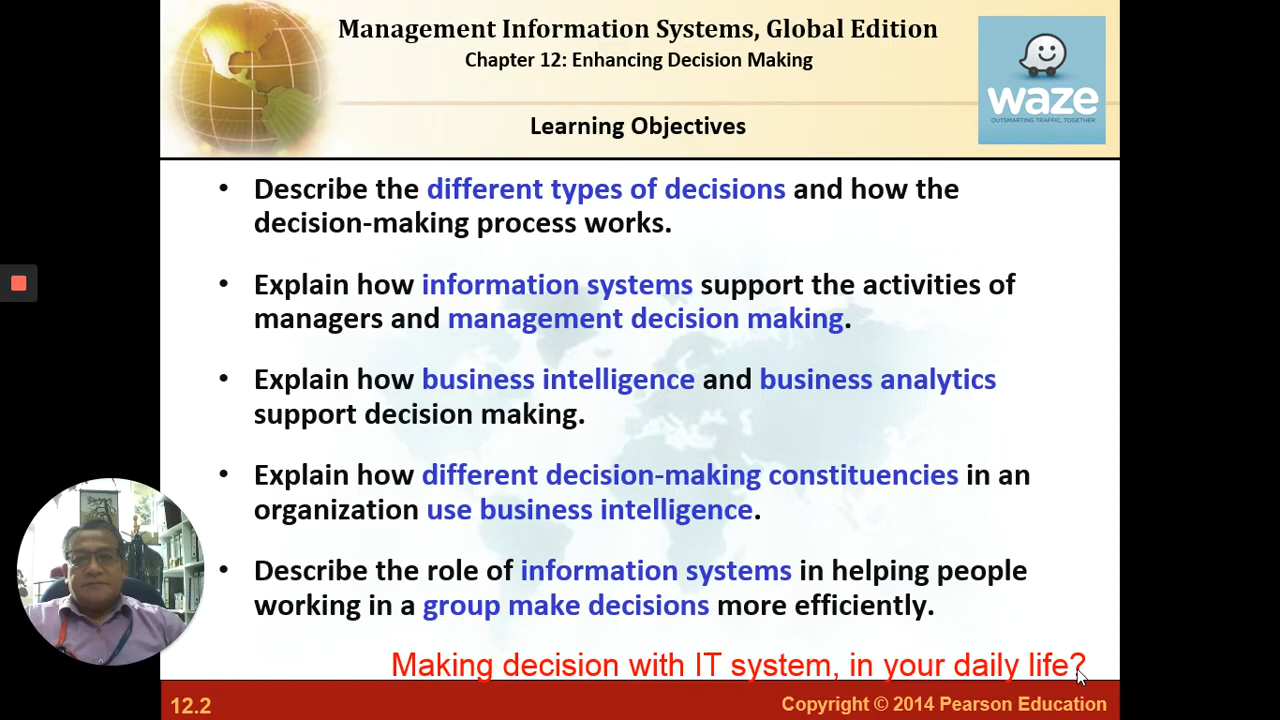 Management Information Systems, Global Edition
Chapter 12: Enhancing Decision Making
waze
OUTSMARTING TRAFFIC, TOGETHER
Learning Objectives
• Describe the different types of decisions and how the
decision-making process works.
• Explain how information systems support the activities of
managers and management decision making.
• Explain how business intelligence and business analytics
support decision making.
• Explain how different decision-making constituencies in an
organization use business intelligence.
• Describe the role of information systems in helping people
working in a group make decisions more efficiently.
Making decision with IT system, in your daily life?
12.2
Copyright © 2014 Pearson Education